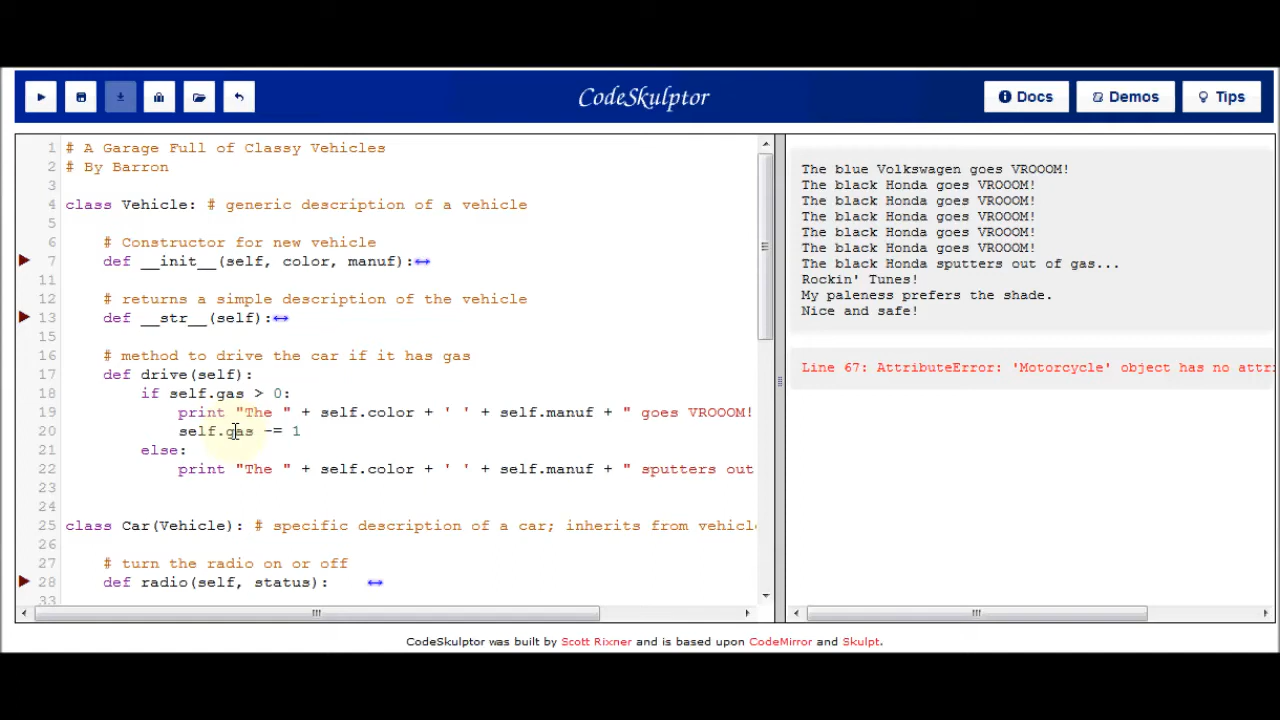 CodeSkulptor
Docs
Demos
Tips
1 # A Garage Full of Classy Vehicles
2 # By Barron
3
4 class Vehicle: # generic description of a vehicle
5
6 # Constructor for new vehicle
7 def __init__(self, color, manuf):
11
12 # returns a simple description of the vehicle
13 def __str__(self):
15
16 # method to drive the car if it has gas
17 def drive(self):
18 if self.gas > 0:
19 print "The " + self.color + ' ' + self.manuf + " goes VROOOM!
20 self.gas -= 1
21 else:
22 print "The " + self.color + ' ' + self.manuf + " sputters out
23
24
25 class Car(Vehicle): # specific description of a car; inherits from vehicl
26
27 # turn the radio on or off
28 def radio(self, status):
33
The blue Volkswagen goes VROOOM!
The black Honda goes VROOOM!
The black Honda goes VROOOM!
The black Honda goes VROOOM!
The black Honda goes VROOOM!
The black Honda goes VROOOM!
The black Honda sputters out of gas...
Rockin' Tunes!
My paleness prefers the shade.
Nice and safe!
Line 67: AttributeError: 'Motorcycle' object has no attri
CodeSkulptor was built by Scott Rixner and is based upon CodeMirror and Skulpt.